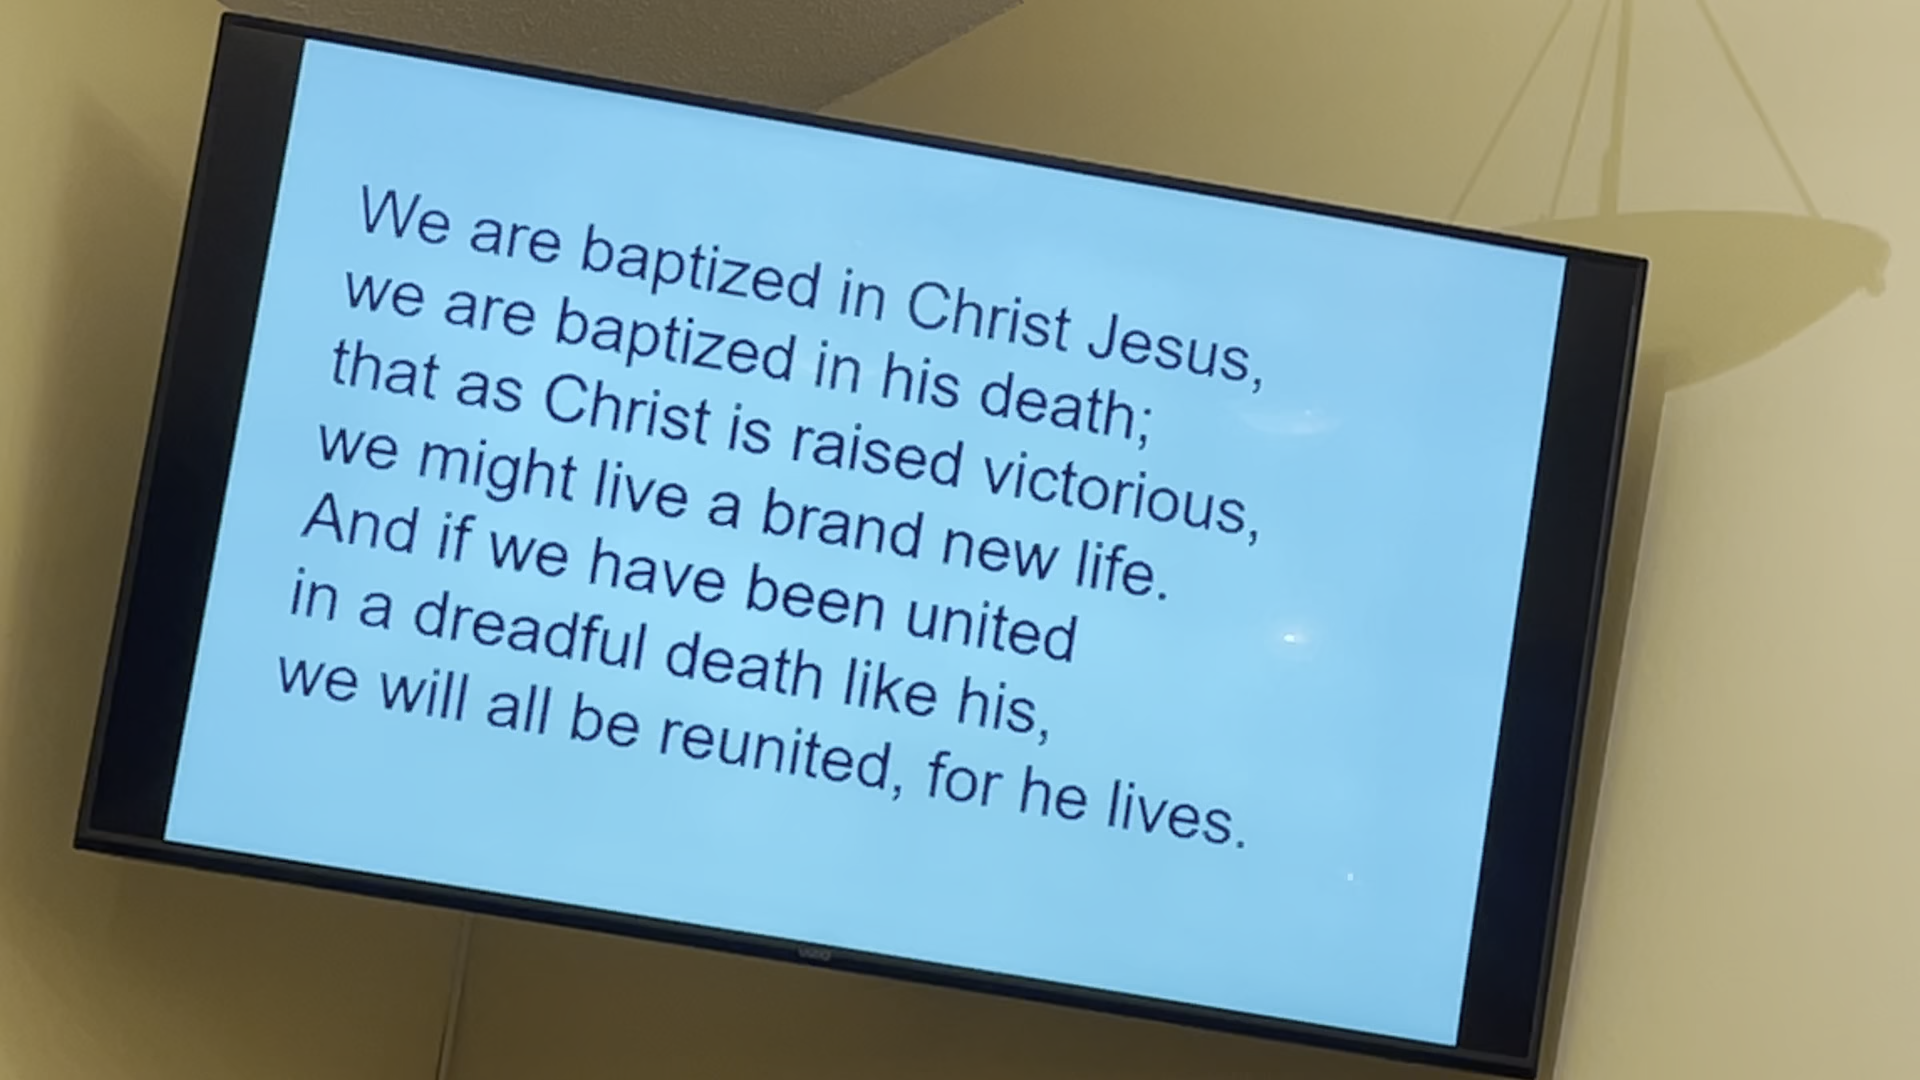 We are baptized in Christ Jesus,
we are baptized in his death;
that as Christ is raised victorious,
we might live a brand new life.
And if we have been united
in a dreadful death like his,
we will all be reunited, for he lives.
VIZIO